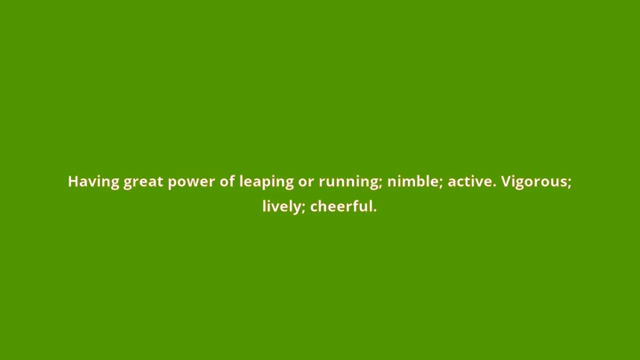 Having great power of leaping or running; nimble; active. Vigorous;
lively; cheerful.